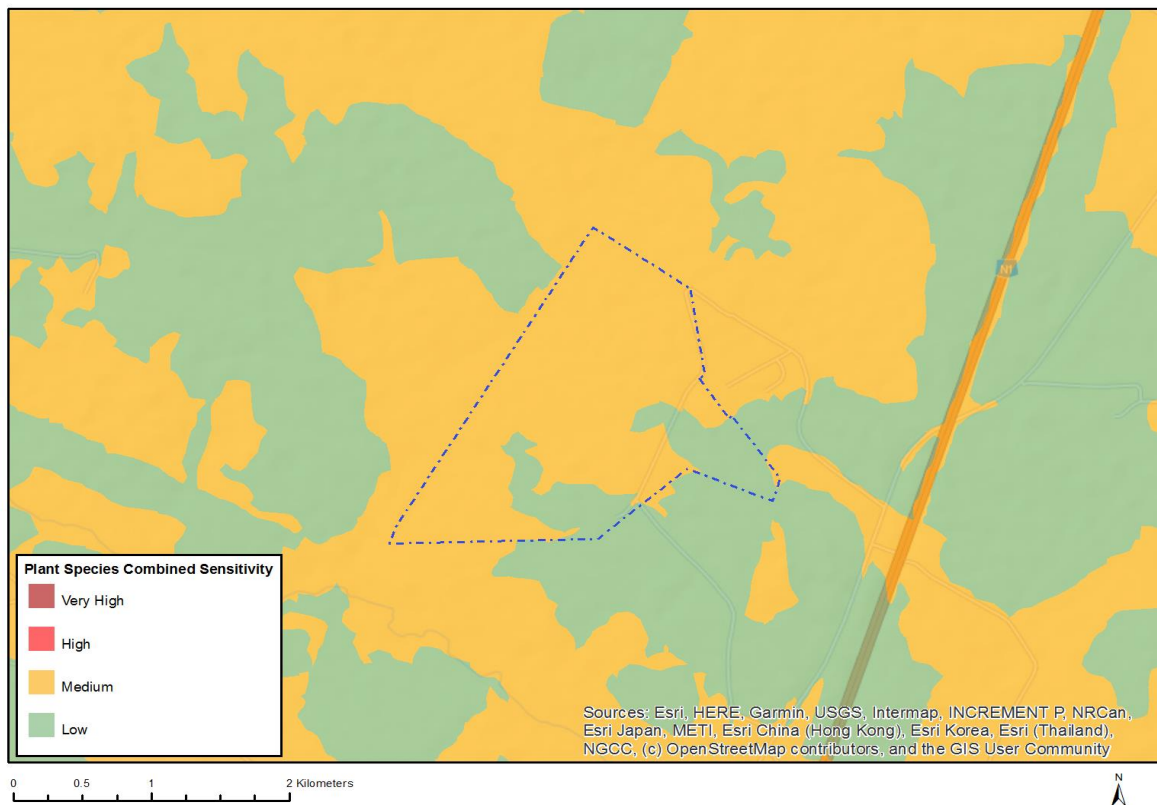 N1
Plant Species Combined Sensitivity
Very High
High
Medium
Low
Sources: Esri, HERE, Garmin, USGS, Intermap, INCREMENT P, NRCan,
Esri Japan, METI, Esri China (Hong Kong), Esri Korea, Esri (Thailand),
NGCC, (c) OpenStreetMap contributors, and the GIS User Community
0 0.5 1 2 Kilometers
N